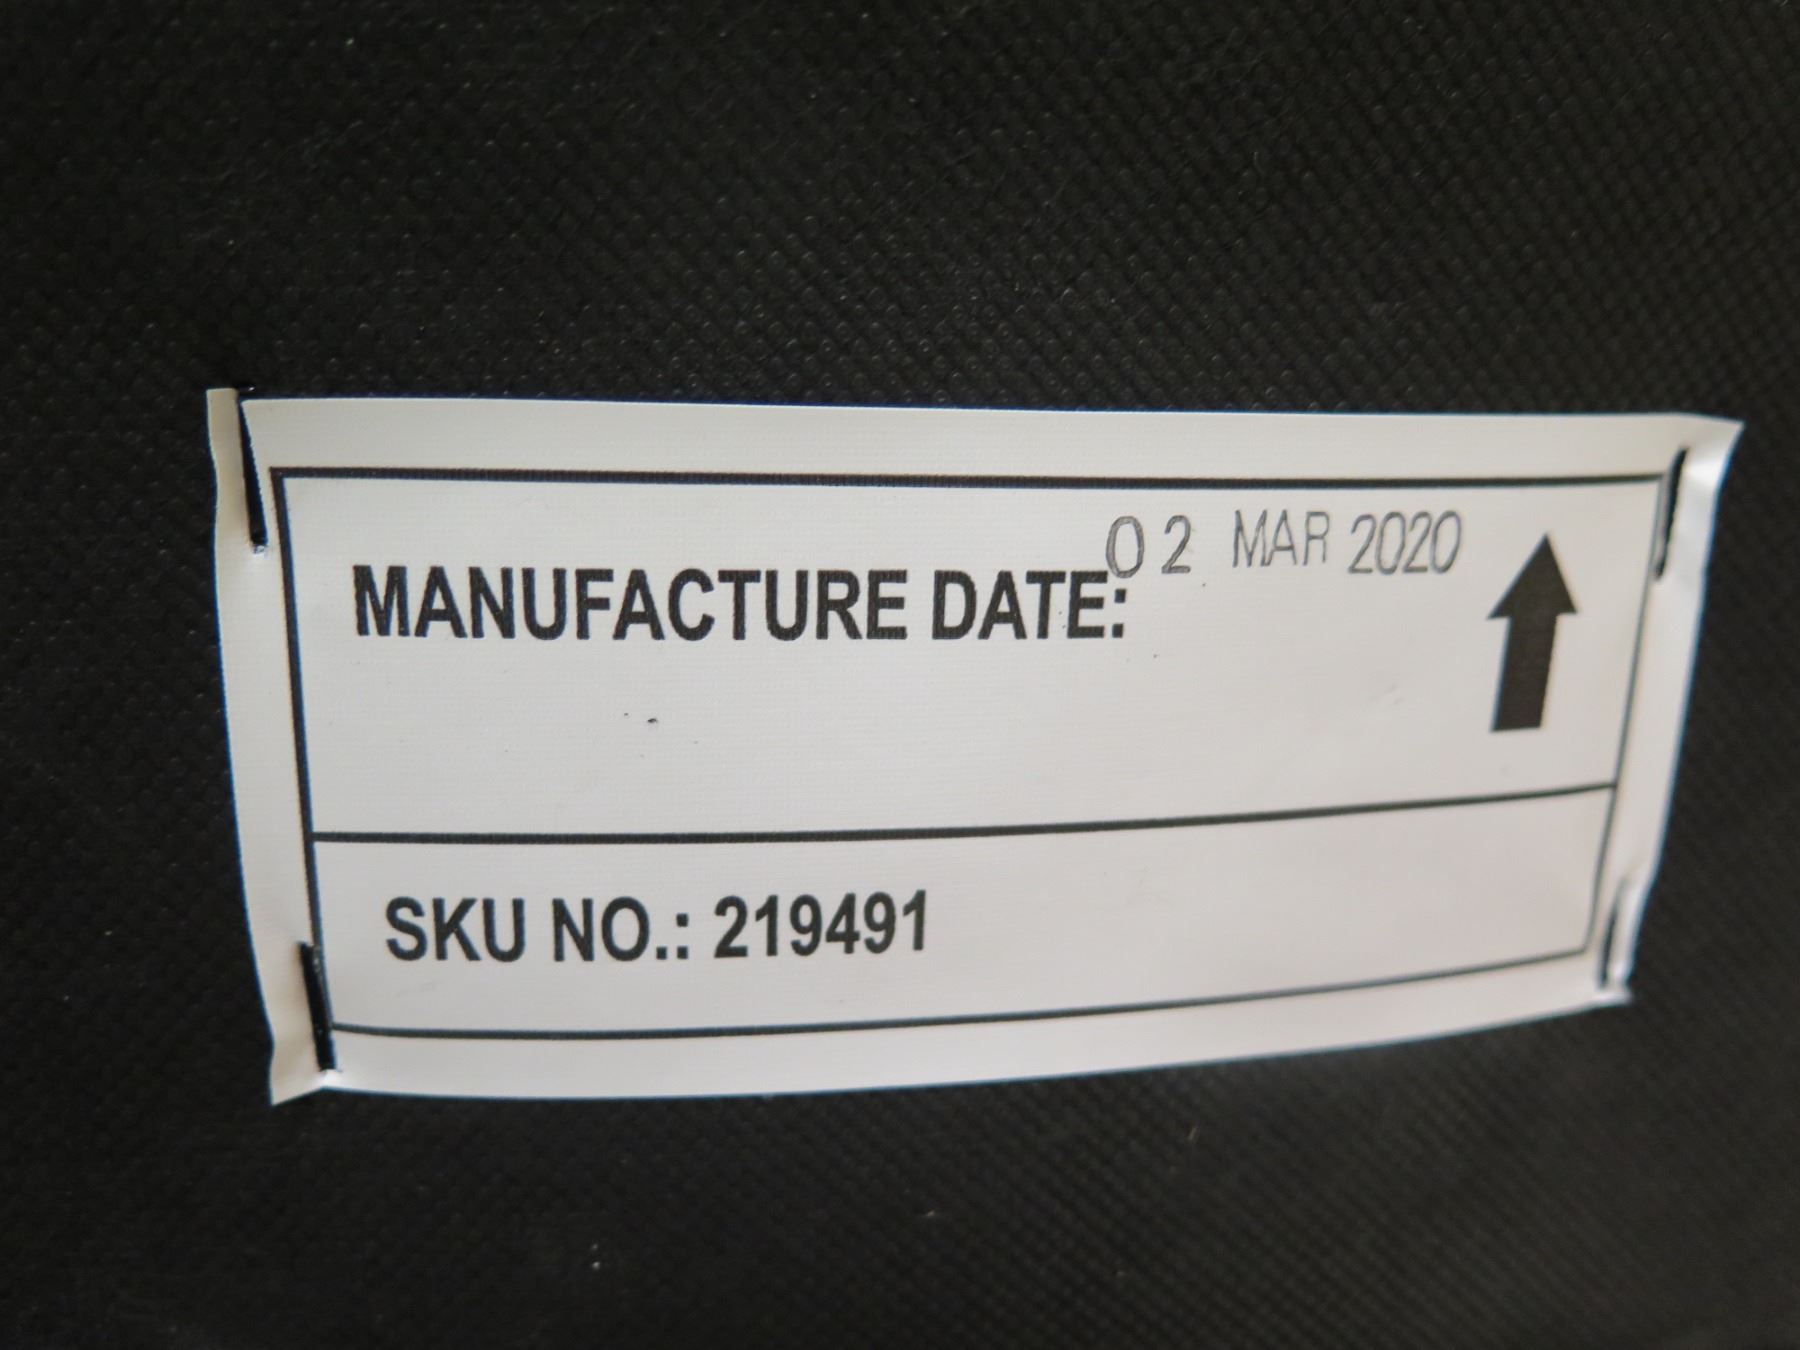 MANUFACTURE DATE: 02 MAR 2020
SKU NO.: 219491